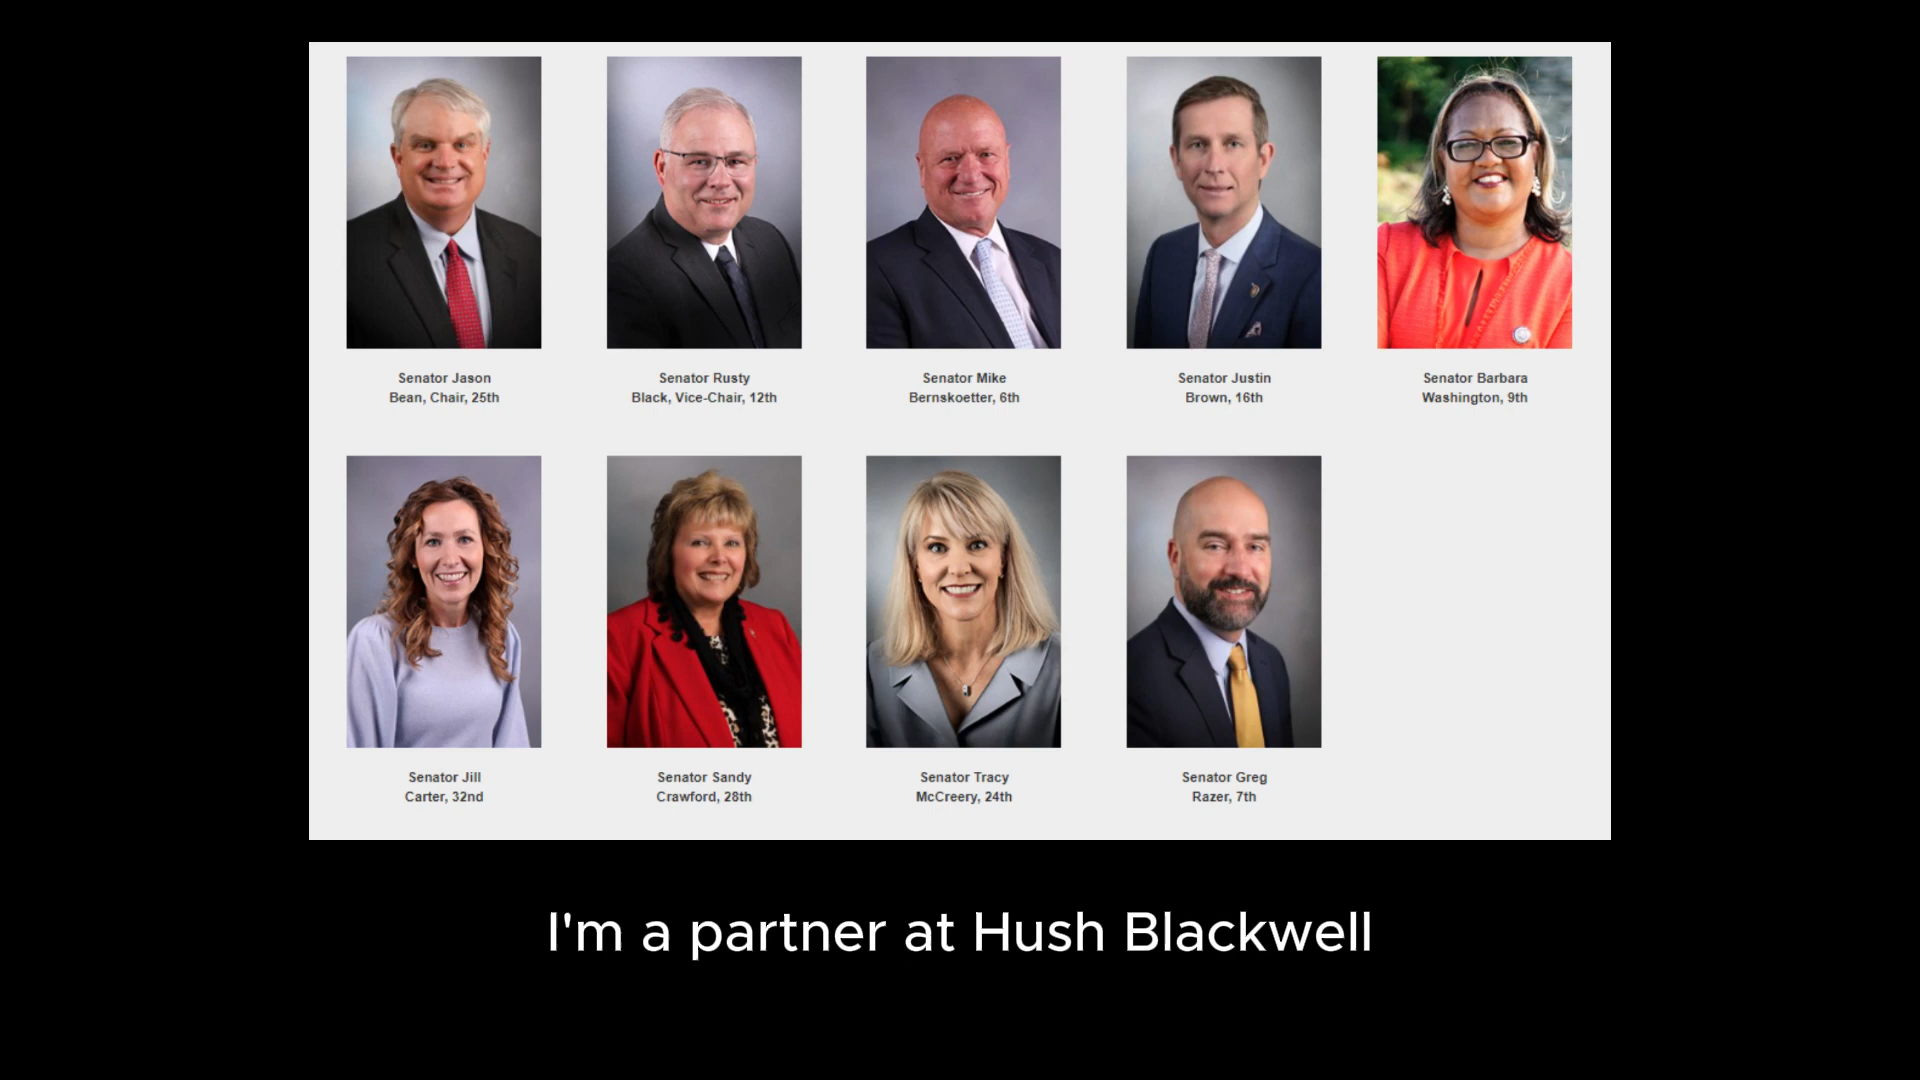 Senator Jason
Bean, Chair, 25th
Senator Rusty
Black, Vice-Chair, 12th
Senator Mike
Bernskoetter, 6th
Senator Justin
Brown, 16th
Senator Barbara
Washington, 9th
Senator Jill
Carter, 32nd
Senator Sandy
Crawford, 28th
Senator Tracy
McCreery, 24th
Senator Greg
Razer, 7th
I'm a partner at Hush Blackwell